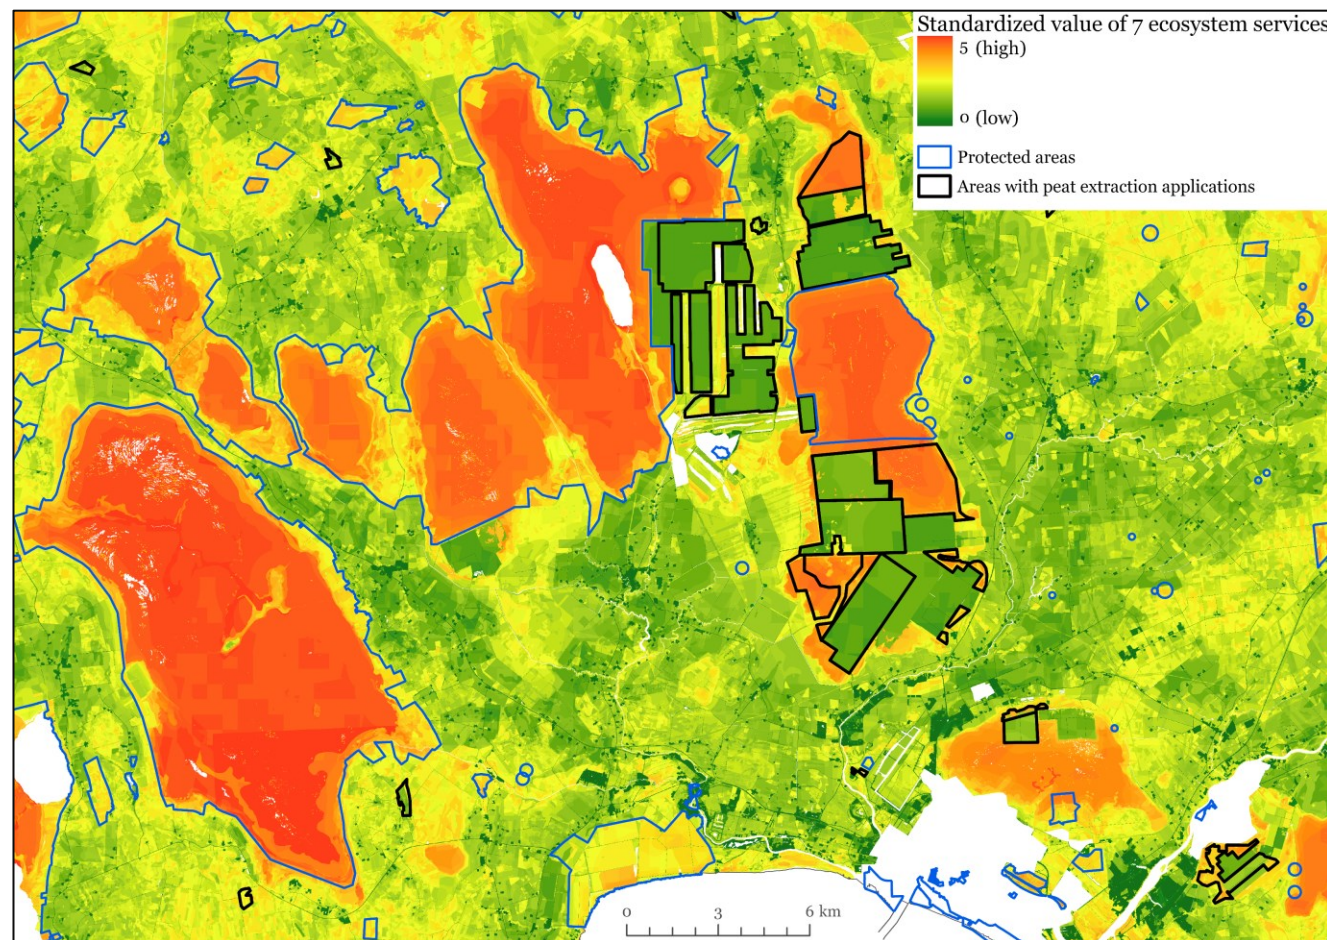 Standardized value of 7 ecosystem services
5 (high)
0 (low)
Protected areas
Areas with peat extraction applications
0 3 6 km